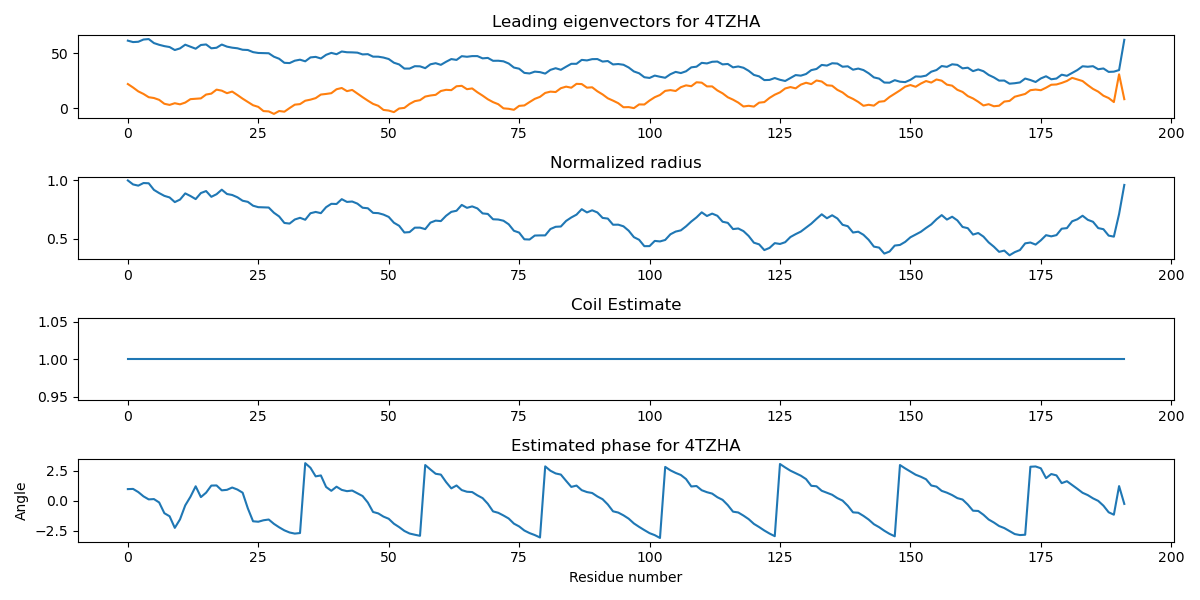 Leading eigenvectors for 4TZHA
50
0
0 25 50 75 100 125 150 175 200
Normalized radius
1.0
0.5
0 25 50 75 100 125 150 175 200
Coil Estimate
1.05
1.00
0.95
0 25 50 75 100 125 150 175 200
Estimated phase for 4TZHA
Angle
2.5
0.0
−2.5
0 25 50 75 100 125 150 175 200
Residue number